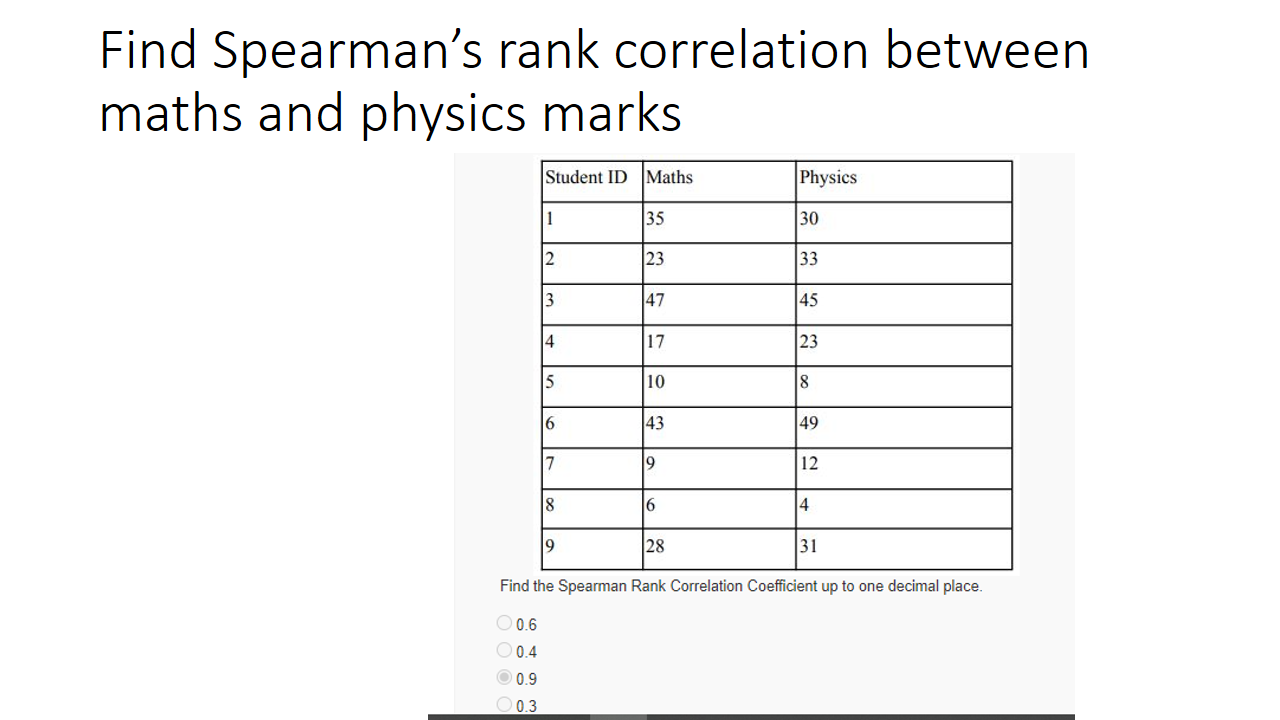 Find Spearman’s rank correlation between
maths and physics marks
Student ID Maths Physics
1 35 30
2 23 33
3 47 45
4 17 23
5 10 8
6 43 49
7 9 12
8 6 4
9 28 31
Find the Spearman Rank Correlation Coefficient up to one decimal place.
0.6
0.4
0.9
0.3